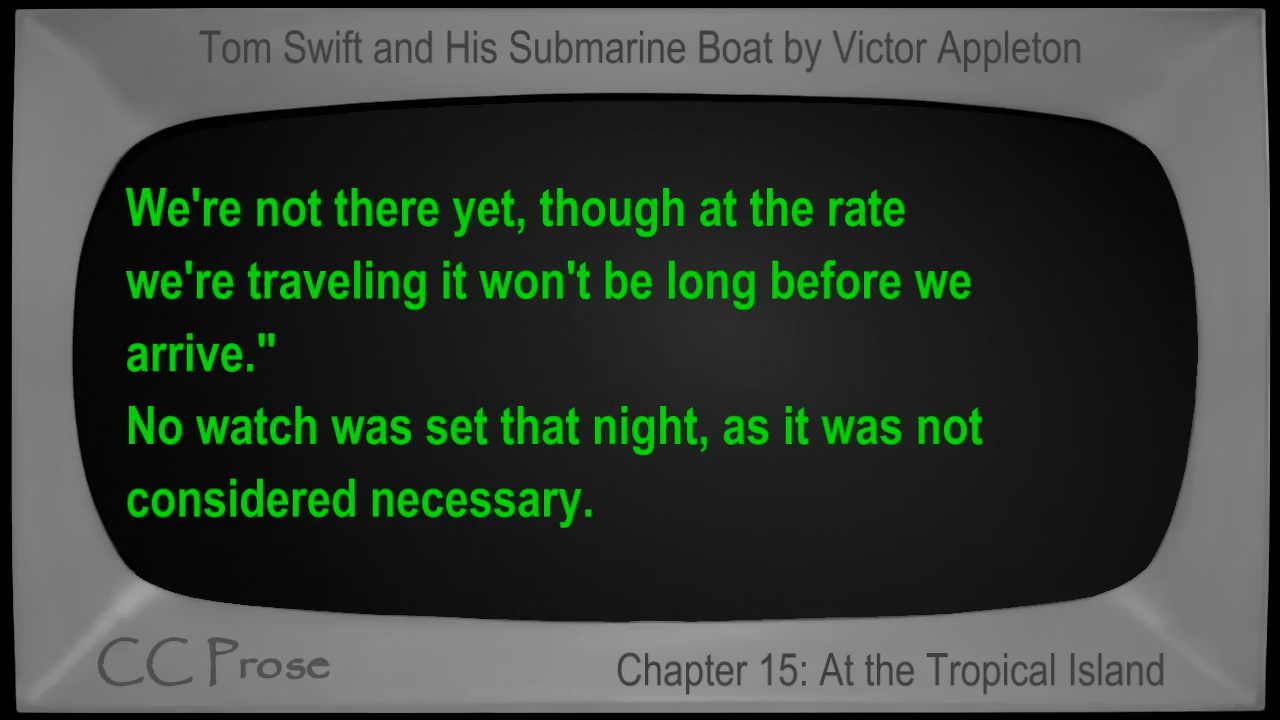 Tom Swift and His Submarine Boat by Victor Appleton
We're not there yet, though at the rate
we're traveling it won't be long before we
arrive."
No watch was set that night, as it was not
considered necessary.
CC Prose
Chapter 15: At the Tropical Island